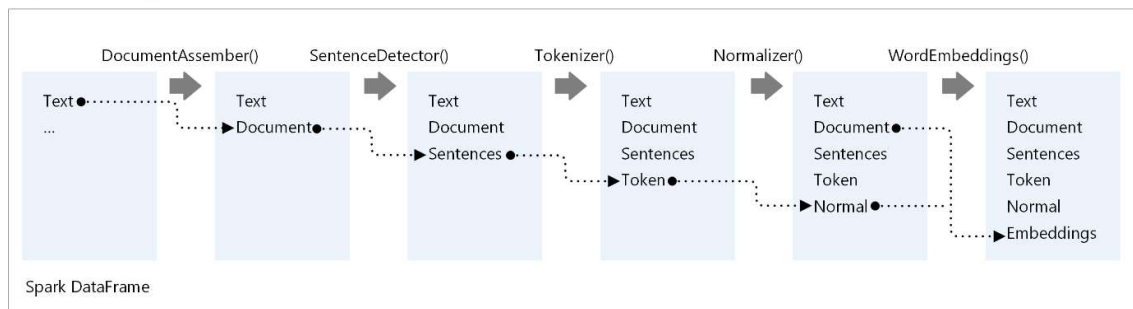 DocumentAssember()
SentenceDetector()
Tokenizer()
Normalizer()
WordEmbeddings()
Text
...
Text
Document
Text
Document
Sentences
Text
Document
Sentences
Token
Text
Document
Sentences
Token
Normal
Text
Document
Sentences
Token
Normal
Embeddings
Spark DataFrame